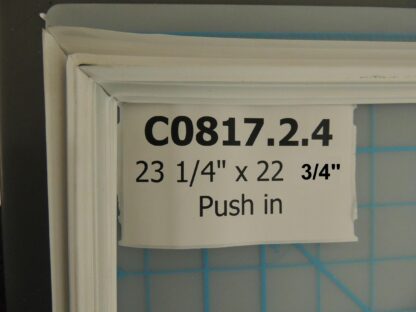 C0817.2.4
23 1/4" x 22 3/4"
Push in